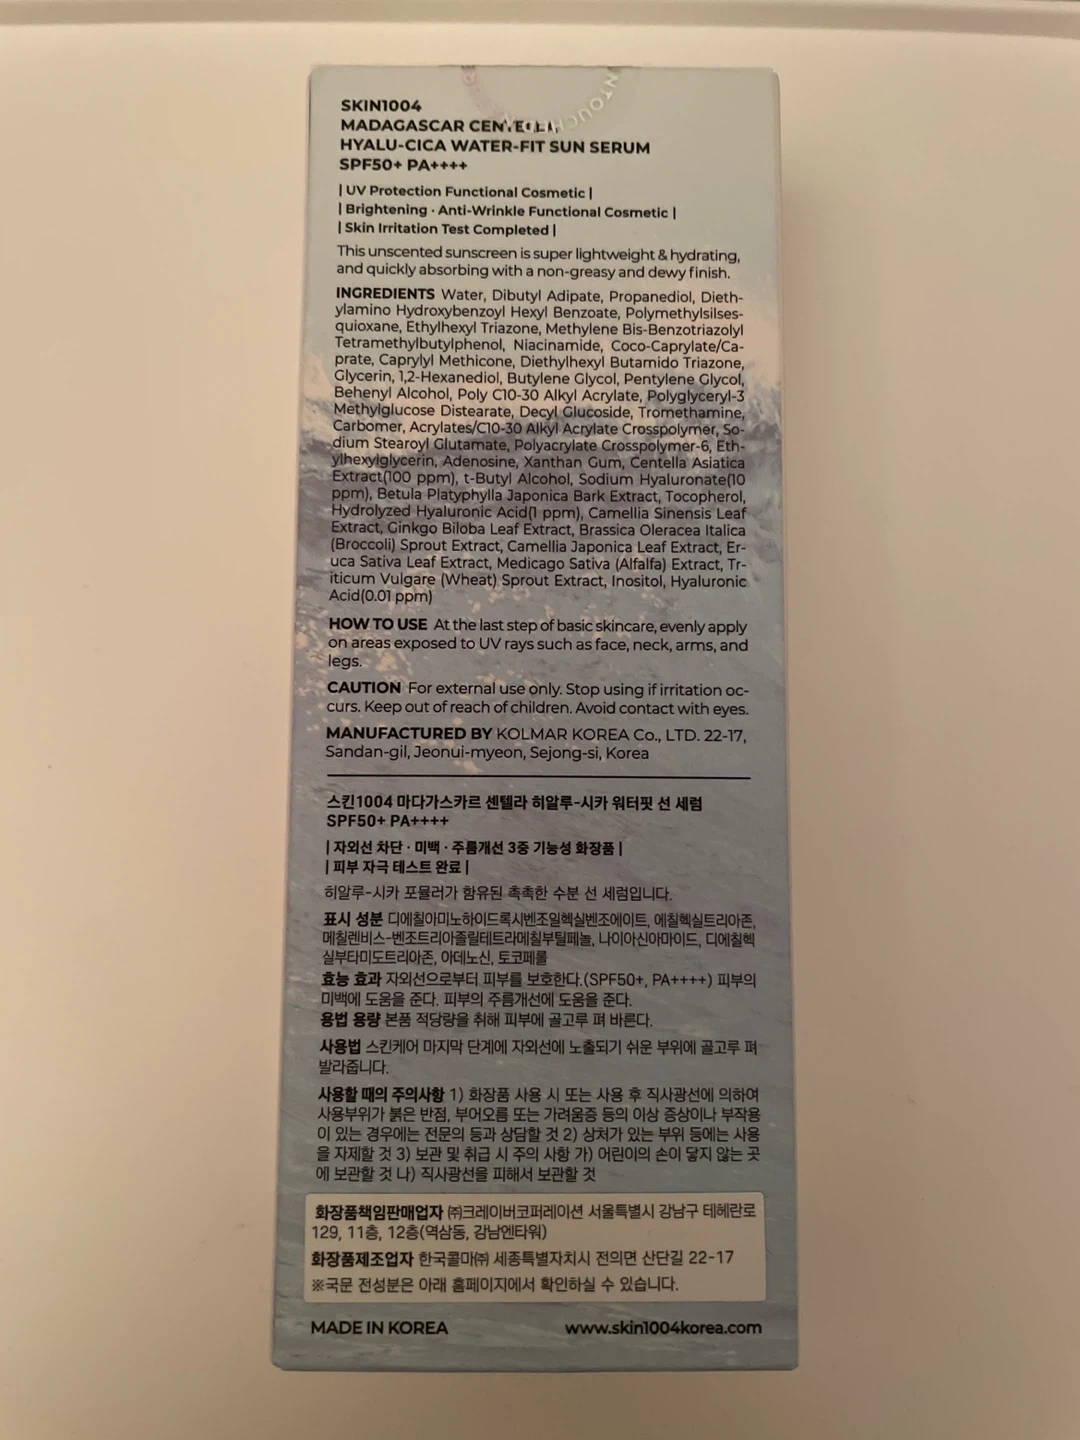 SKIN1004
MADAGASCAR CENTELLA
HYALU-CICA WATER-FIT SUN SERUM
SPF50+ PA++++
| UV Protection Functional Cosmetic |
| Brightening · Anti-Wrinkle Functional Cosmetic |
| Skin Irritation Test Completed |
This unscented sunscreen is super lightweight & hydrating,
and quickly absorbing with a non-greasy and dewy finish.
INGREDIENTS Water, Dibutyl Adipate, Propanediol, Dieth-
ylamino Hydroxybenzoyl Hexyl Benzoate, Polymethylsilses-
quioxane, Ethylhexyl Triazone, Methylene Bis-Benzotriazolyl
Tetramethylbutylphenol, Niacinamide, Coco-Caprylate/Ca-
prate, Caprylyl Methicone, Diethylhexyl Butamido Triazone,
Glycerin, 1,2-Hexanediol, Butylene Glycol, Pentylene Glycol,
Behenyl Alcohol, Poly C10-30 Alkyl Acrylate, Polyglyceryl-3
Methylglucose Distearate, Decyl Glucoside, Tromethamine,
Carbomer, Acrylates/C10-30 Alkyl Acrylate Crosspolymer, So-
dium Stearoyl Glutamate, Polyacrylate Crosspolymer-6, Eth-
ylhexylglycerin, Adenosine, Xanthan Gum, Centella Asiatica
Extract(100 ppm), t-Butyl Alcohol, Sodium Hyaluronate(10
ppm), Betula Platyphylla Japonica Bark Extract, Tocopherol,
Hydrolyzed Hyaluronic Acid(1 ppm), Camellia Sinensis Leaf
Extract, Ginkgo Biloba Leaf Extract, Brassica Oleracea Italica
(Broccoli) Sprout Extract, Camellia Japonica Leaf Extract, Er-
uca Sativa Leaf Extract, Medicago Sativa (Alfalfa) Extract, Tr-
iticum Vulgare (Wheat) Sprout Extract, Inositol, Hyaluronic
Acid(0.01 ppm)
HOW TO USE At the last step of basic skincare, evenly apply
on areas exposed to UV rays such as face, neck, arms, and
legs.
CAUTION For external use only. Stop using if irritation oc-
curs. Keep out of reach of children. Avoid contact with eyes.
MANUFACTURED BY KOLMAR KOREA Co., LTD. 22-17,
Sandan-gil, Jeonui-myeon, Sejong-si, Korea
스킨1004 마다가스카르 센텔라 히알루-시카 워터핏 선 세럼
SPF50+ PA++++
| 자외선 차단 · 미백 · 주름개선 3중 기능성 화장품 |
| 피부 자극 테스트 완료 |
히알루-시카 포뮬러가 함유된 촉촉한 수분 선 세럼입니다.
표시 성분 디에칠아미노하이드록시벤조일헥실벤조에이트, 에칠헥실트리아존,
메칠렌비스-벤조트리아졸릴테트라메칠부틸페놀, 나이아신아마이드, 디에칠헥
실부타미도트리아존, 아데노신, 토코페롤
효능 효과 자외선으로부터 피부를 보호한다.(SPF50+, PA++++) 피부의
미백에 도움을 준다. 피부의 주름개선에 도움을 준다.
용법 용량 본품 적당량을 취해 피부에 골고루 펴 바른다.
사용법 스킨케어 마지막 단계에 자외선에 노출되기 쉬운 부위에 골고루 펴
발라줍니다.
사용할 때의 주의사항 1) 화장품 사용 시 또는 사용 후 직사광선에 의하여
사용부위가 붉은 반점, 부어오름 또는 가려움증 등의 이상 증상이나 부작용
이 있는 경우에는 전문의 등과 상담할 것 2) 상처가 있는 부위 등에는 사용
을 자제할 것 3) 보관 및 취급 시 주의 사항 가) 어린이의 손이 닿지 않는 곳
에 보관할 것 나) 직사광선을 피해서 보관할 것
화장품책임판매업자 ㈜크레이버코퍼레이션 서울특별시 강남구 테헤란로
129, 11층, 12층(역삼동, 강남엔타워)
화장품제조업자 한국콜마㈜ 세종특별자치시 전의면 산단길 22-17
※국문 전성분은 아래 홈페이지에서 확인하실 수 있습니다.
MADE IN KOREA www.skin1004korea.com